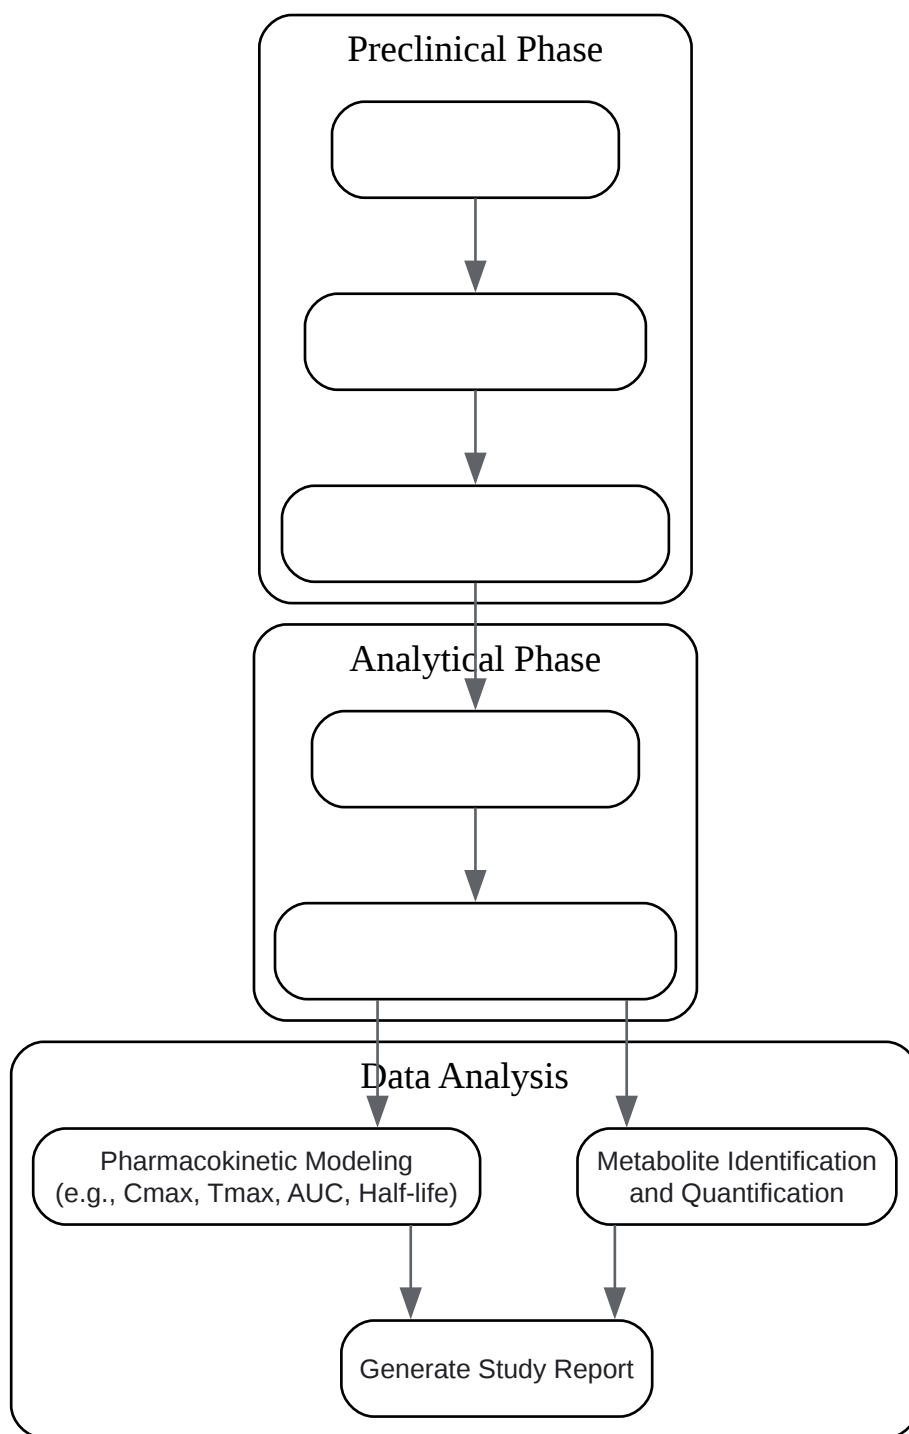 Preclinical Phase
Analytical Phase
Data Analysis
Pharmacokinetic Modeling
(e.g., Cmax, Tmax, AUC, Half-life)
Metabolite Identification
and Quantification
Generate Study Report